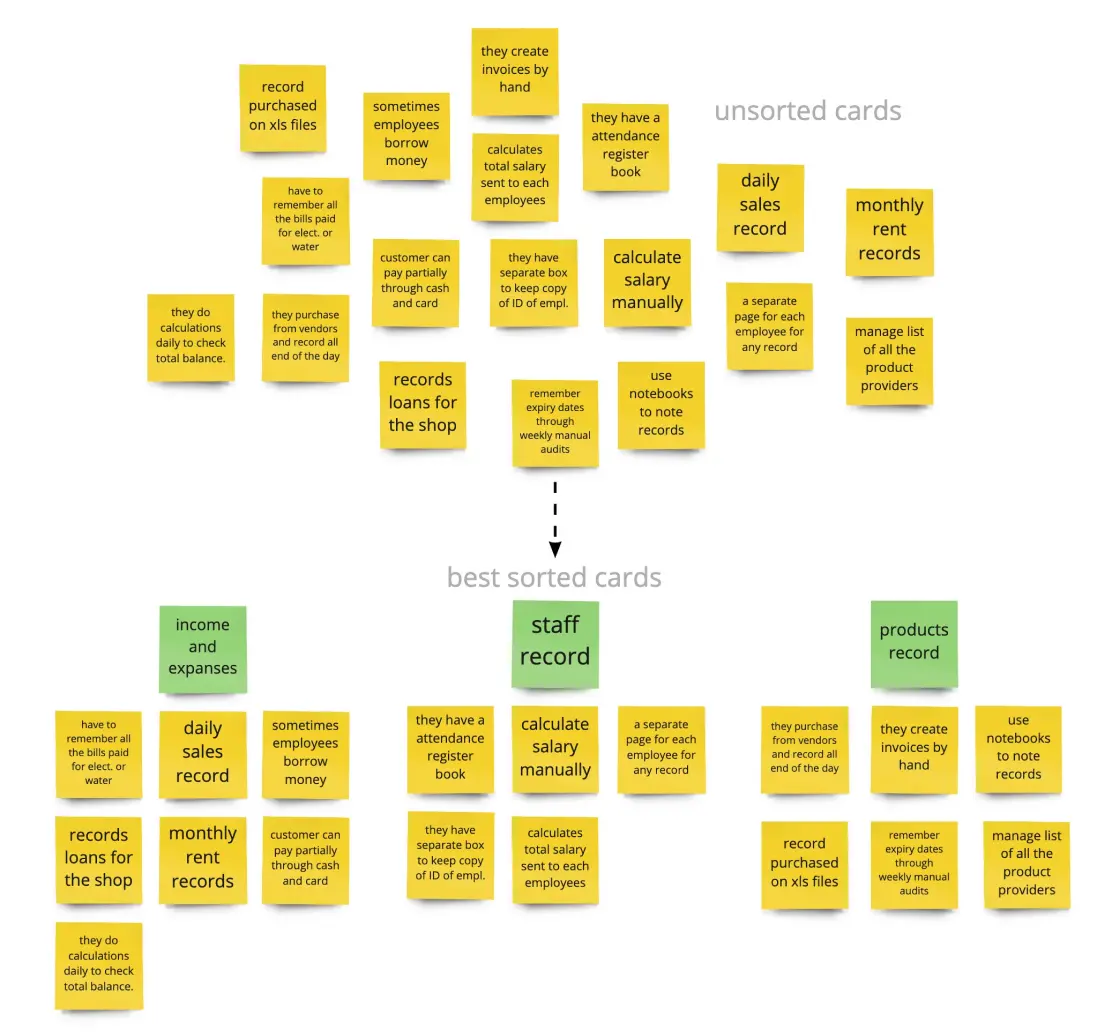 they create
invoices by
hand
record
purchased
on xls files
sometimes
employees
borrow
money
they have a
attendance
register
book
unsorted cards
calculates
total salary
sent to each
employees
have to
remember all
the bills paid
for elect. or
water
daily
sales
record
monthly
rent
records
customer can
pay partially
through cash
and card
they have
separate box
to keep copy
of ID of empl.
calculate
salary
manually
they do
calculations
daily to check
total balance.
they purchase
from vendors
and record all
end of the day
a separate
page for each
employee for
any record
manage list
of all the
product
providers
records
loans for
the shop
remember
expiry dates
through
weekly manual
audits
use
notebooks
to note
records
best sorted cards
income
and
expanses
have to
remember all
the bills paid
for elect. or
water
daily
sales
record
sometimes
employees
borrow
money
records
loans for
the shop
monthly
rent
records
customer can
pay partially
through cash
and card
they do
calculations
daily to check
total balance.
staff
record
they have a
attendance
register
book
calculate
salary
manually
a separate
page for each
employee for
any record
they have
separate box
to keep copy
of ID of empl.
calculates
total salary
sent to each
employees
products
record
they purchase
from vendors
and record all
end of the day
they create
invoices by
hand
use
notebooks
to note
records
record
purchased
on xls files
remember
expiry dates
through
weekly manual
audits
manage list
of all the
product
providers